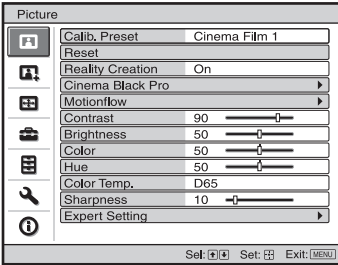 Picture
Calib. Preset Cinema Film 1
Reset
Reality Creation On
Cinema Black Pro
Motionflow
Contrast 90
Brightness 50
Color 50
Hue 50
Color Temp. D65
Sharpness 10
Expert Setting
Sel: Set: Exit: MENU